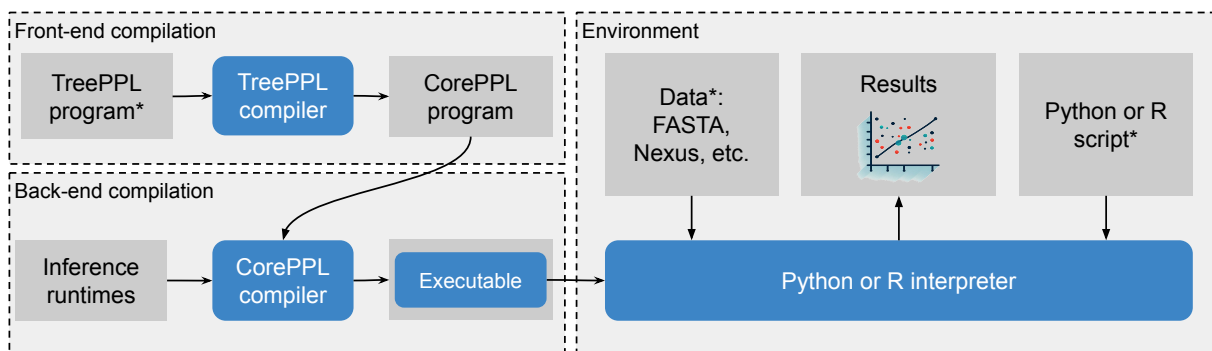 Front-end compilation
TreePPL
program*
TreePPL
compiler
CorePPL
program
Back-end compilation
Inference
runtimes
CorePPL
compiler
Executable
Environment
Data*:
FASTA,
Nexus, etc.
Results
Python or R
script*
Python or R interpreter